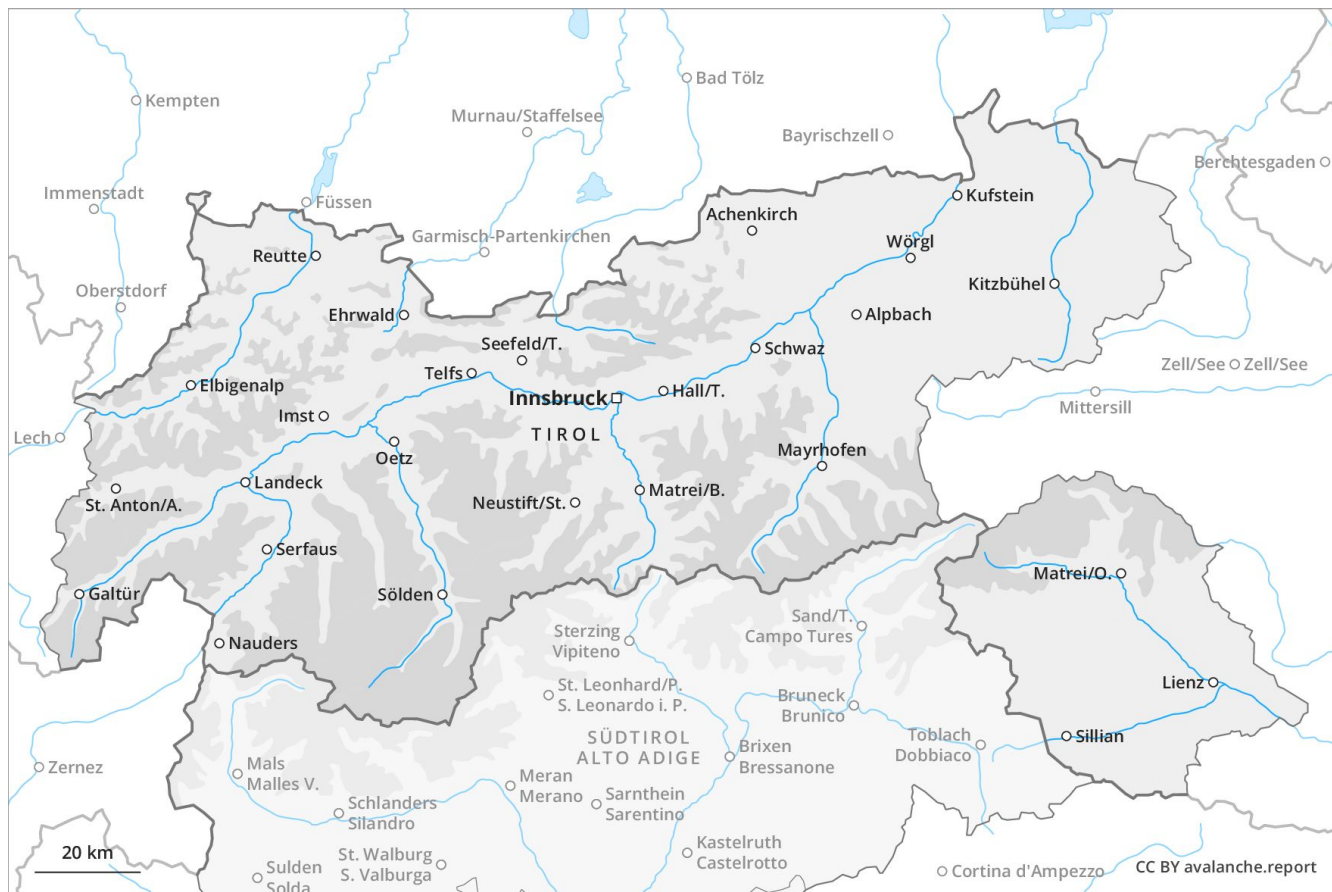 Kempten
Bad Tölz
Murnau/Staffelsee
Bayrischzell
Berchtesgaden
Immenstadt
Füssen
Kufstein
Achenkirch
Garmisch-Partenkirchen
Wörgl
Reutte
Kitzbühel
Oberstdorf
Ehrwald
Alpbach
Seefeld/T.
Schwaz
Telfs
Zell/See
Zell/See
Elbigenalp
Hall/T.
Innsbruck
Mittersill
Imst
TIROL
Lech
Oetz
Mayrhofen
Landeck
Matrei/B.
St. Anton/A.
Neustift/St.
Serfaus
Matrei/O.
Galtür
Sölden
Sand/T.
Campo Tures
Sterzing
Vipiteno
Nauders
Lienz
St. Leonhard/P.
S. Leonardo i. P.
Bruneck
Brunico
SÜDTIROL
ALTO ADIGE
Sillian
Toblach
Dobbiaco
Brixen
Bressanone
Zernez
Mals
Malles V.
Meran
Merano
Sarnthein
Sarentino
Schlanders
Silandro
Kastelruth
Castelrotto
20 km
St. Walburg
S. Valburga
Sulden
Solda
Cortina d'Ampezzo
CC BY avalanche.report